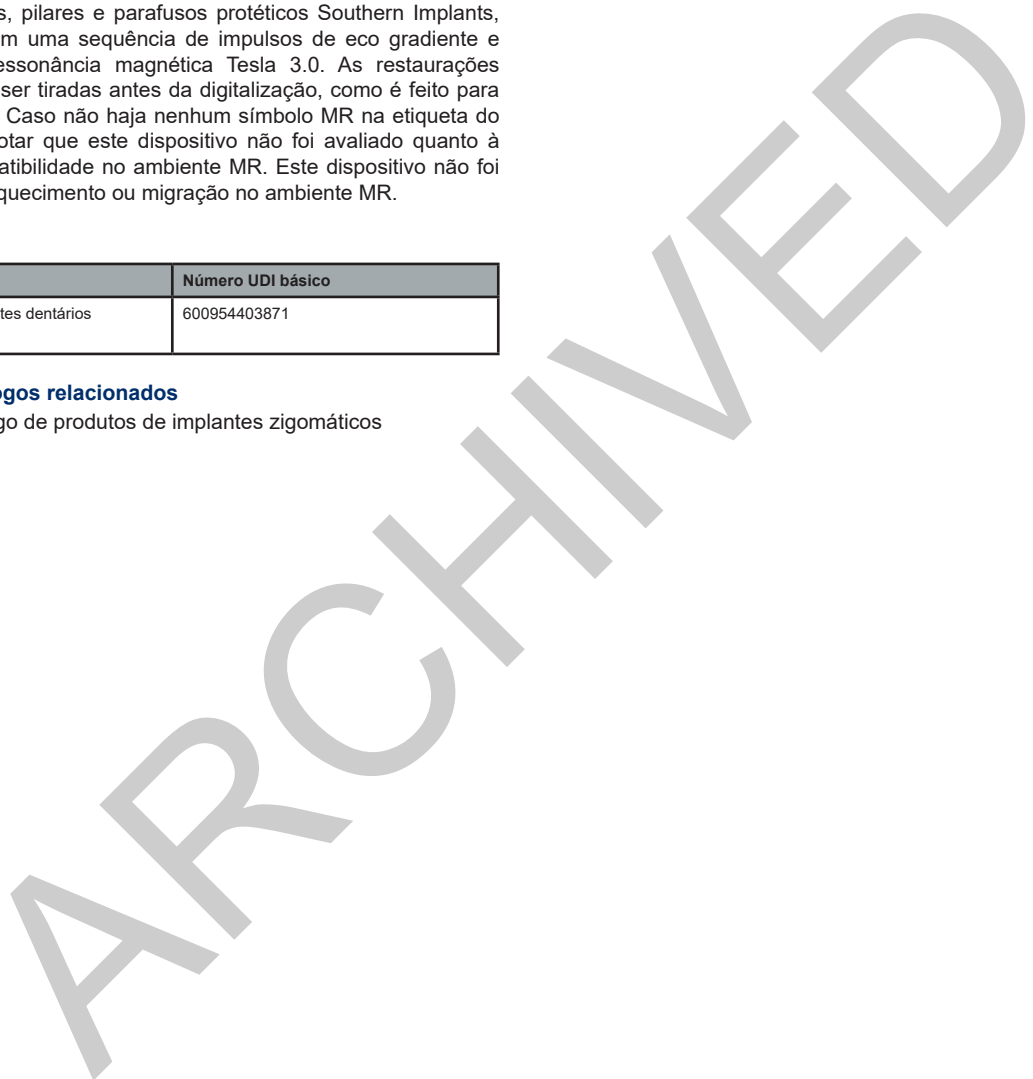 s, pilares e parafusos protéticos Southern Implants,
m uma sequência de impulsos de eco gradiente e
essonância magnética Tesla 3.0. As restaurações
ser tiradas antes da digitalização, como é feito para
. Caso não haja nenhum símbolo MR na etiqueta do
otar que este dispositivo não foi avaliado quanto à
atibilidade no ambiente MR. Este dispositivo não foi
quecimento ou migração no ambiente MR.
Número UDI básico
tes dentários 600954403871
ogos relacionados
go de produtos de implantes zigomáticos
ARCHIVED